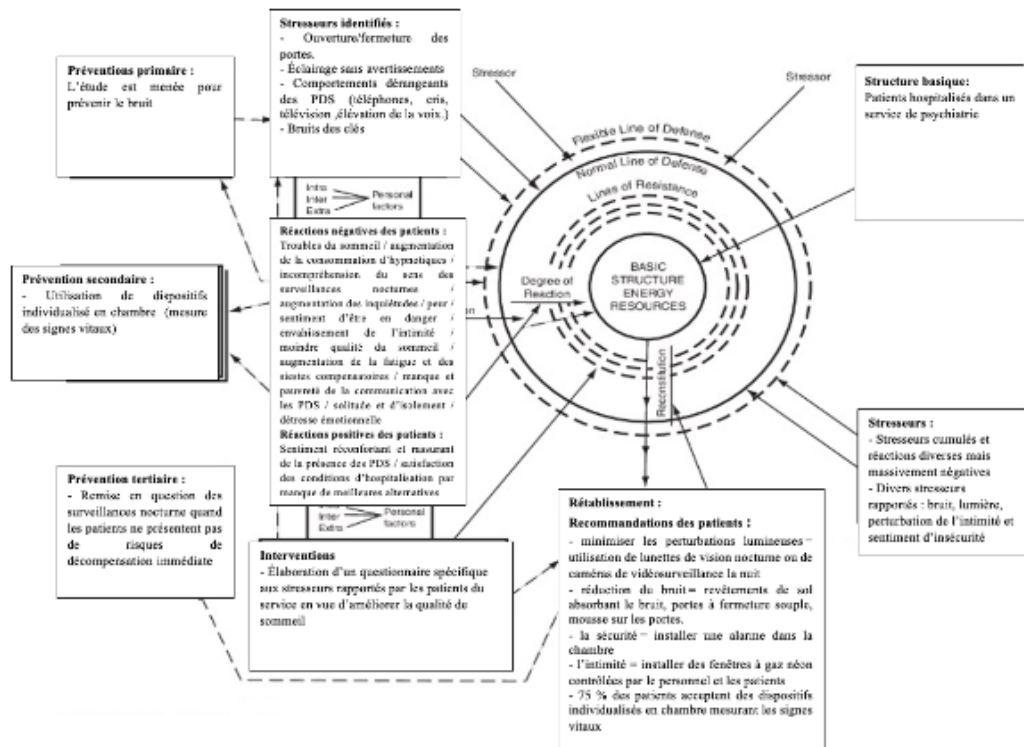 Stresseurs identifiés :
- Ouverture/fermeture des
portes.
- Éclairage sans avertissements
- Comportements dérangeants
des PDS (téléphones, cris,
télévision ,élévation de la voix.)
- Bruits des clés
Préventions primaire :
L'étude est menée pour
prévenir le bruit
Stressor
Stressor
Structure basique:
Patients hospitalisés dans un
service de psychiatrie
Flexible Line of Defense
Normal Line of Defense
Lines of Resistance
Intra
Inter
Extra
Personal
factors
BASIC
STRUCTURE
ENERGY
RESOURCES
Degree of
Reaction
Reconstitution
Réactions négatives des patients :
Troubles du sommeil / augmentation
de la consommation d'hypnotiques /
incompréhension du sens des
surveillances nocturnes /
augmentation des inquiétudes / peur /
sentiment d'être en danger /
envahissement de l'intimité /
moindre qualité du sommeil /
augmentation de la fatigue et des
siestes compensatoires / manque et
pauvreté de la communication avec
les PDS / solitude et d'isolement /
détresse émotionnelle
Réactions positives des patients :
Sentiment réconfortant et rassurant
de la présence des PDS / satisfaction
des conditions d'hospitalisation par
manque de meilleures alternatives
Prévention secondaire :
- Utilisation de dispositifs
individualisé en chambre (mesure
des signes vitaux)
Inter
Extra
Personal
factors
Prévention tertiaire :
- Remise en question des
surveillances nocturne quand
les patients ne présentent pas
de risques de
décompensation immédiate
Interventions
- Élaboration d'un questionnaire spécifique
aux stresseurs rapportés par les patients du
service en vue d'améliorer la qualité de
sommeil
Stresseurs :
- Stresseurs cumulés et
réactions diverses mais
massivement négatives
- Divers stresseurs
rapportés : bruit, lumière,
perturbation de l'intimité et
sentiment d'insécurité
Rétablissement :
Recommandations des patients :
- minimiser les perturbations lumineuses=
utilisation de lunettes de vision nocturne ou de
caméras de vidéosurveillance la nuit
- réduction du bruit= revêtements de sol
absorbant le bruit, portes à fermeture souple,
mousse sur les portes.
- la sécurité= installer une alarme dans la
chambre
- l'intimité = installer des fenêtres à gaz néon
contrôlées par le personnel et les patients
- 75 % des patients acceptent des dispositifs
individualisés en chambre mesurant les signes
vitaux